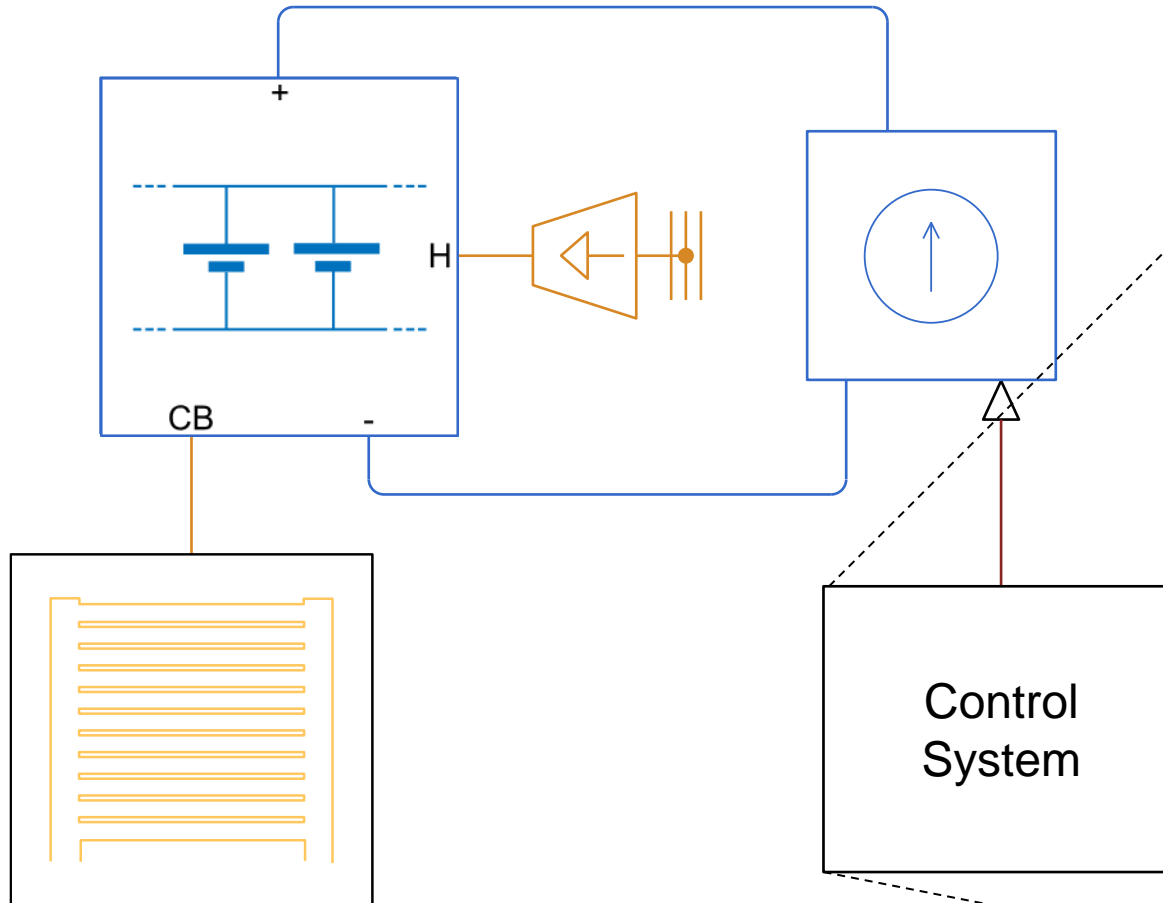 +
H
CB
-
Control
System